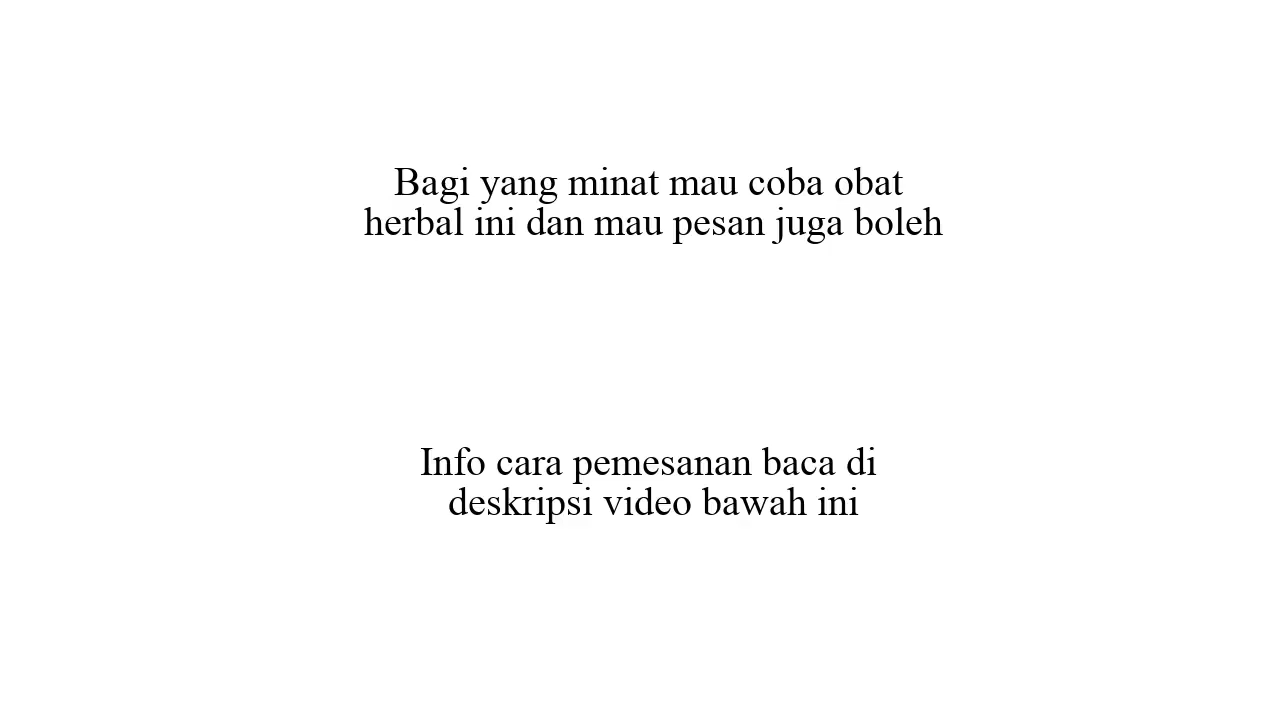 Bagi yang minat mau coba obat
herbal ini dan mau pesan juga boleh
Info cara pemesanan baca di
deskripsi video bawah ini